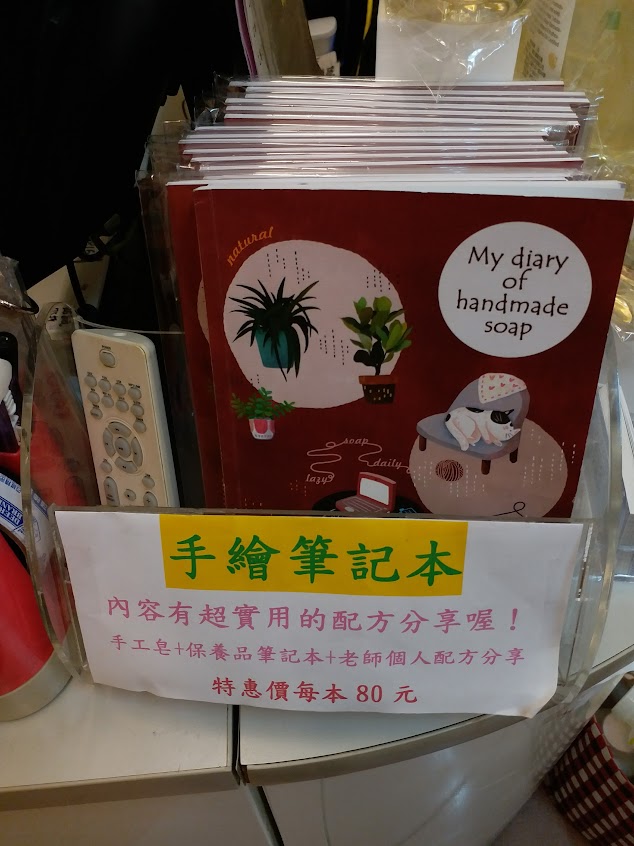 natural
My diary
of
handmade
soap
soap
daily
lazy
手繪筆記本
內容有超實用的配方分享喔！
手工皂+保養品筆記本+老師個人配方分享
特惠價每本 80 元